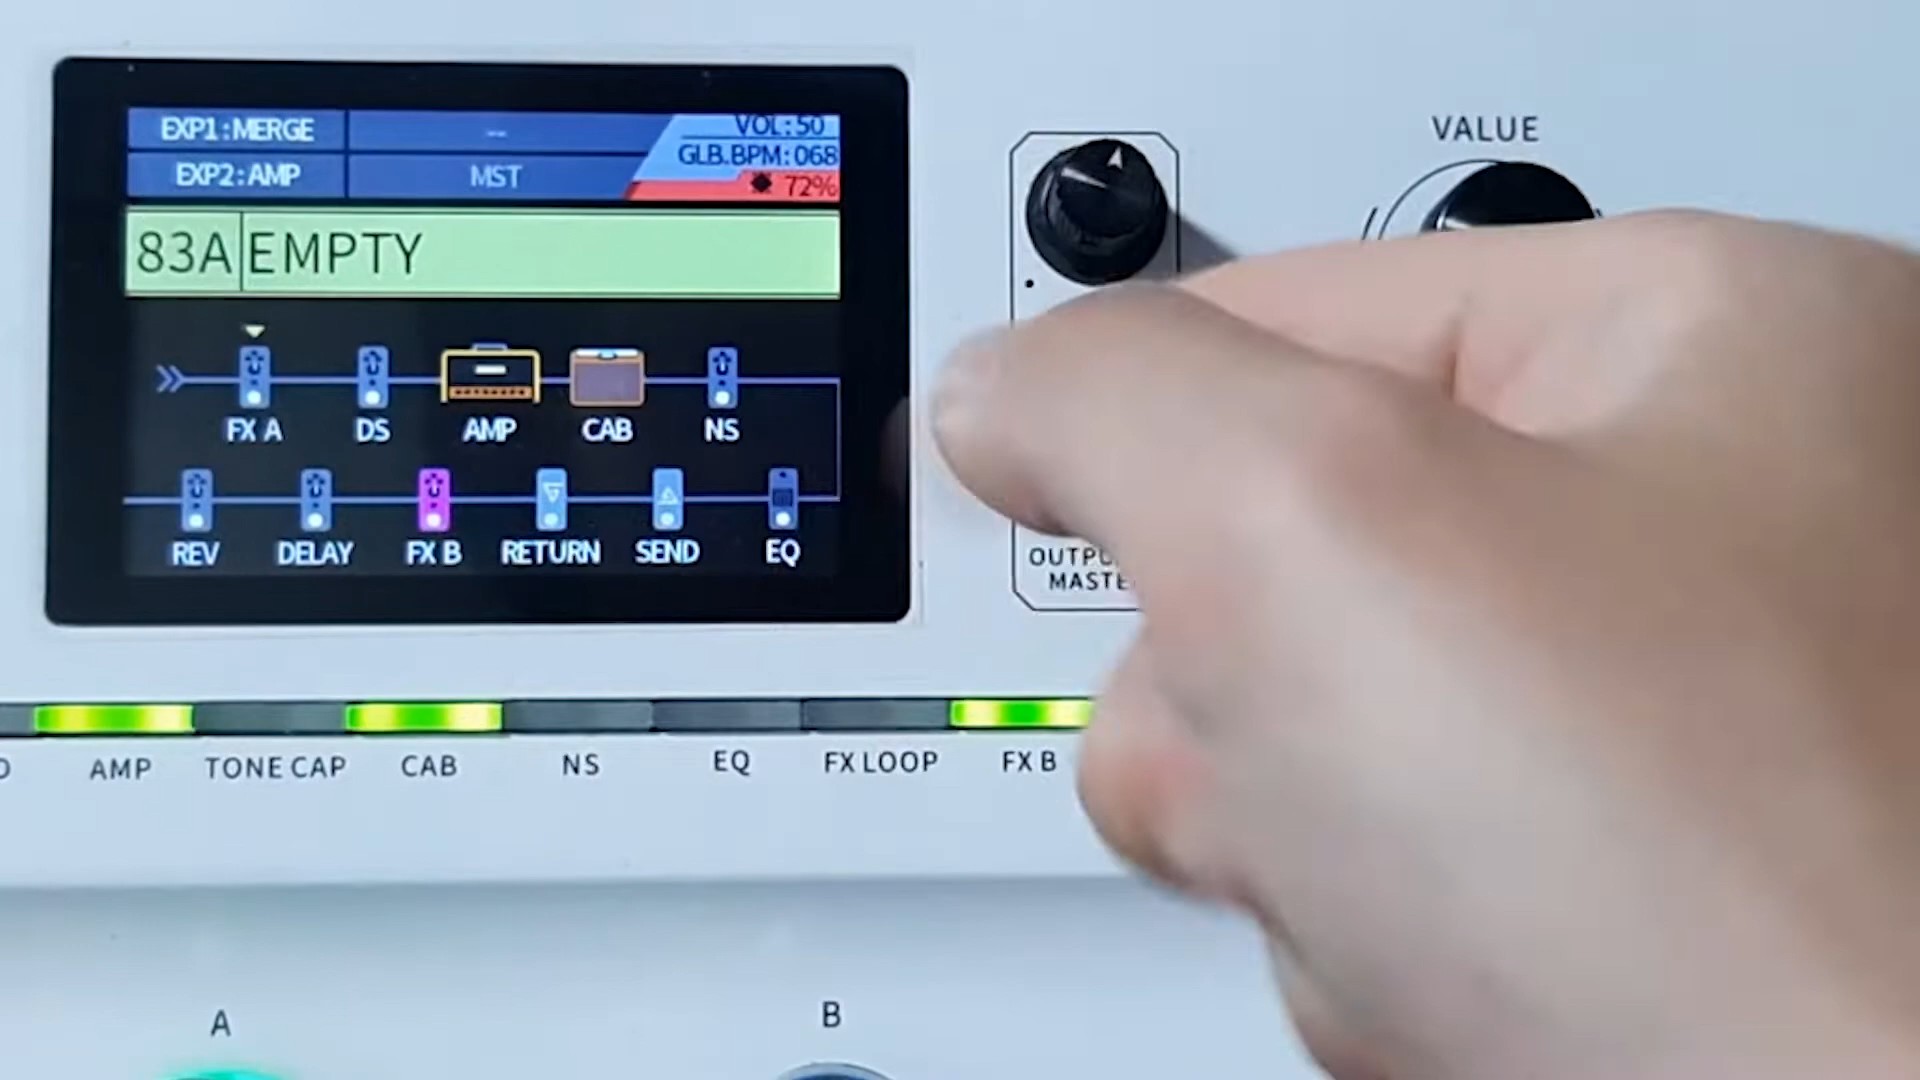 EXP1:MERGE
--
VOL:50
GLB.BPM:068
EXP2:AMP
MST
72%
83A EMPTY
FX A
DS
AMP
CAB
NS
REV
DELAY
FX B
RETURN
SEND
EQ
VALUE
AMP
TONE CAP
CAB
NS
EQ
FX LOOP
FX B
A
B